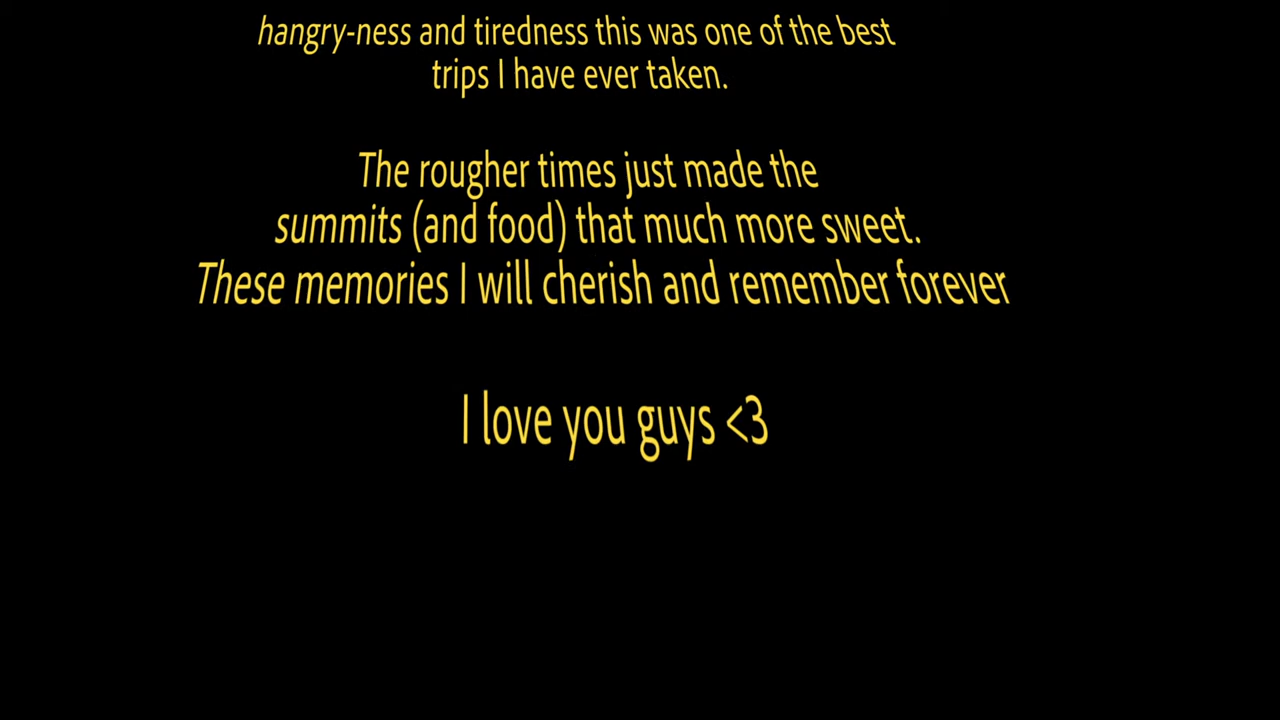 hangry-ness and tiredness this was one of the best
trips I have ever taken.
The rougher times just made the
summits (and food) that much more sweet.
These memories I will cherish and remember forever
I love you guys <3